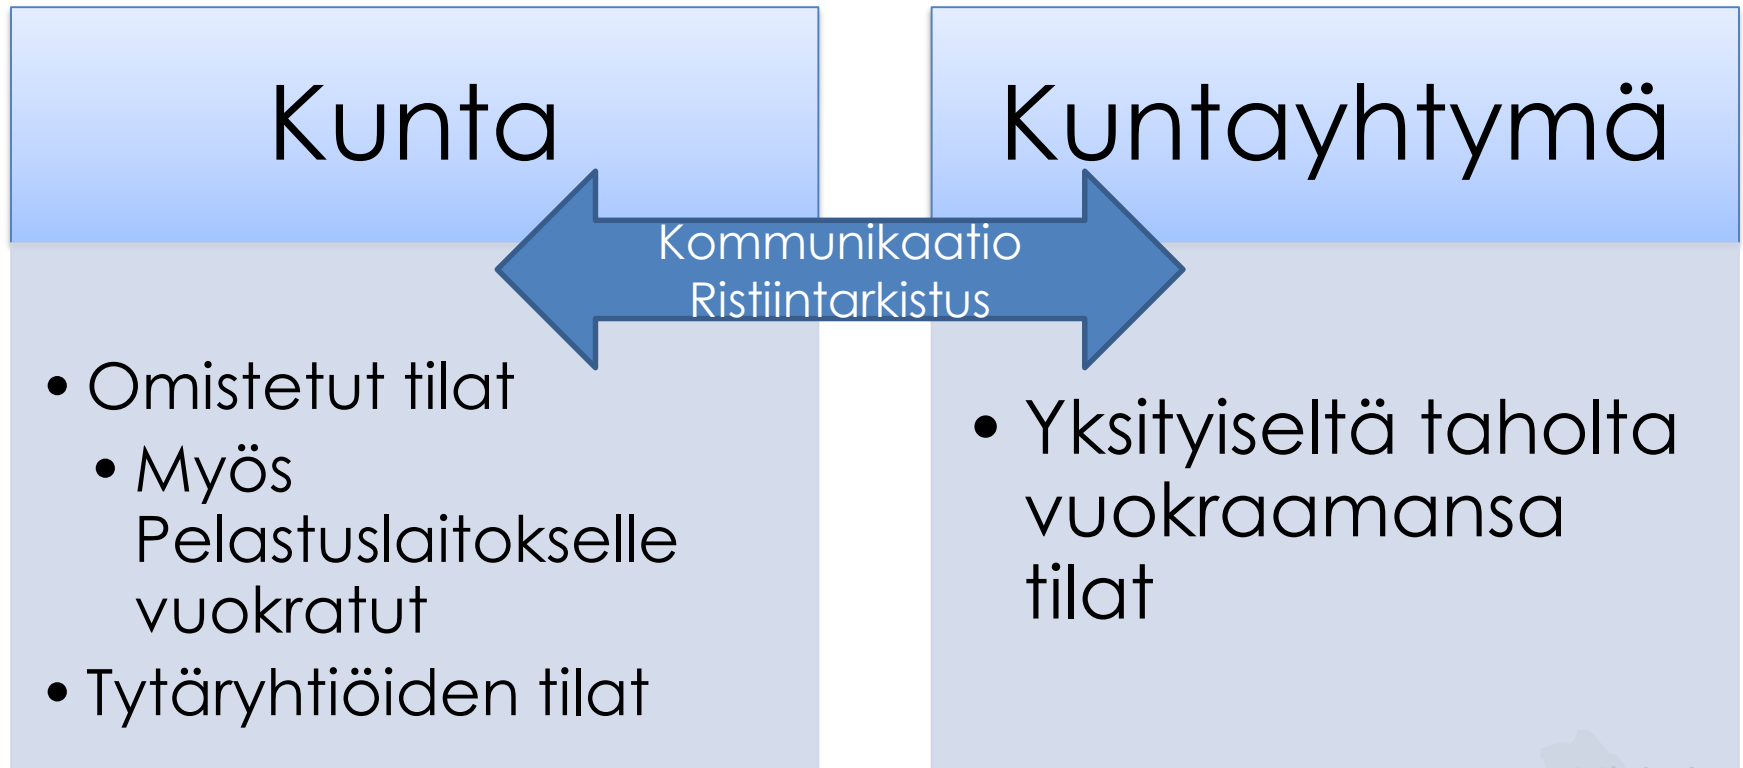 Kunta
Kuntayhtymä
Kommunikaatio
Ristiintarkistus
• Omistetut tilat
• Myös
Pelastuslaitokselle
vuokratut
• Tytäryhtiöiden tilat
• Yksityiseltä taholta
vuokraamansa
tilat